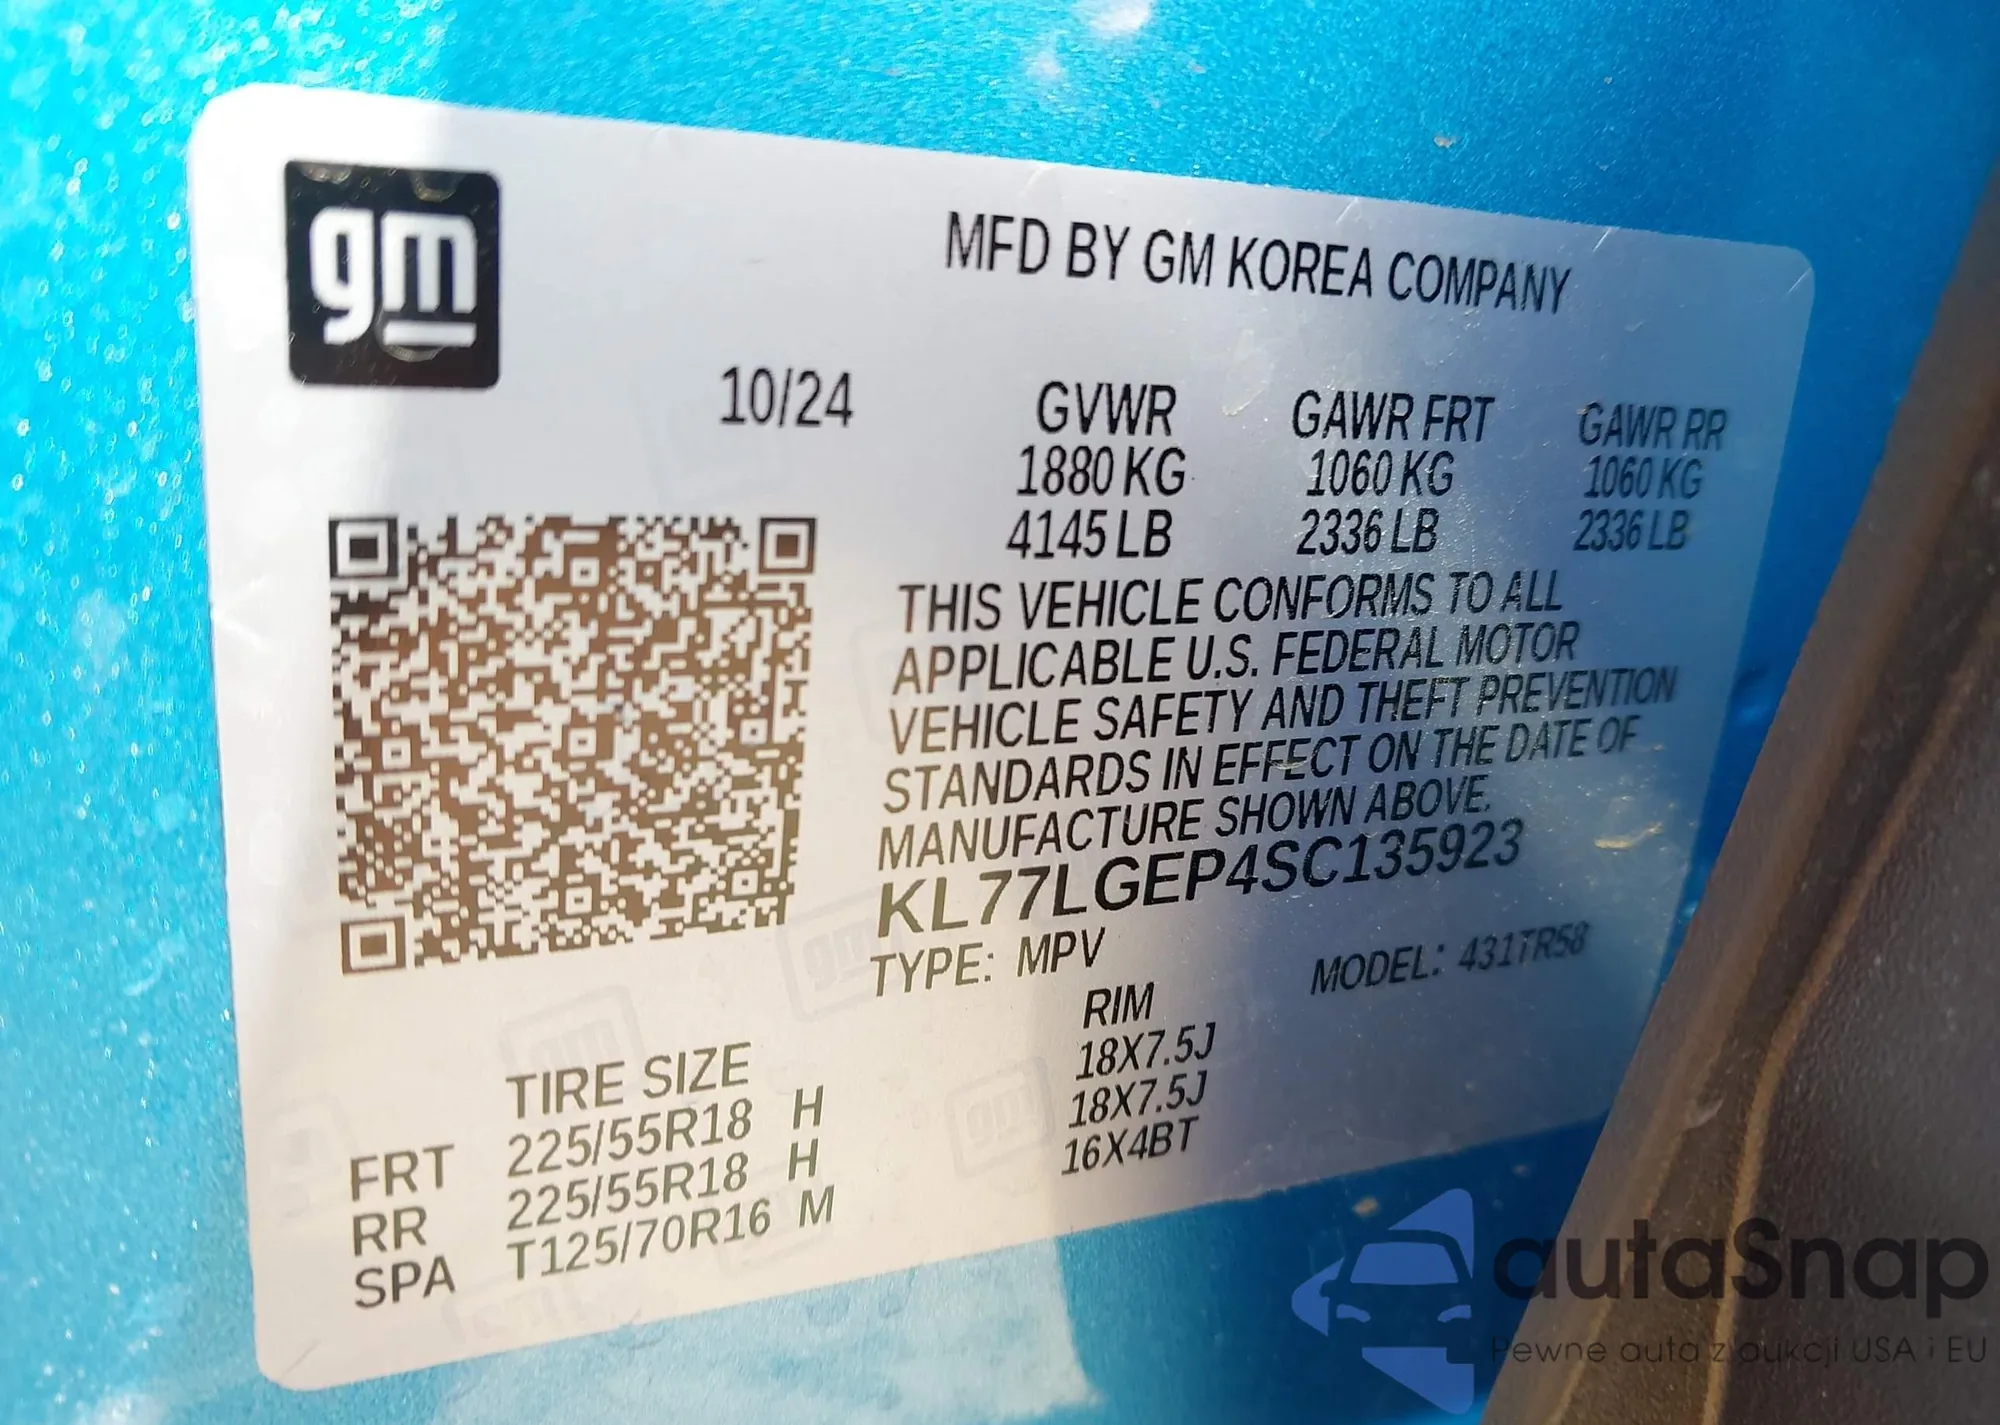 gm
MFD BY GM KOREA COMPANY
10/24
GVWR GAWR FRT GAWR RR
1880 KG 1060 KG 1060 KG
4145 LB 2336 LB 2336 LB
THIS VEHICLE CONFORMS TO ALL
APPLICABLE U.S. FEDERAL MOTOR
VEHICLE SAFETY AND THEFT PREVENTION
STANDARDS IN EFFECT ON THE DATE OF
MANUFACTURE SHOWN ABOVE.
KL77LGEP4SC135923
TYPE: MPV MODEL: 431TR58
TIRE SIZE RIM
FRT 225/55R18 H 18X7.5J
RR 225/55R18 H 18X7.5J
SPA T125/70R16 M 16X4BT
autaSnap
Pewne auta z aukcji USA i EU